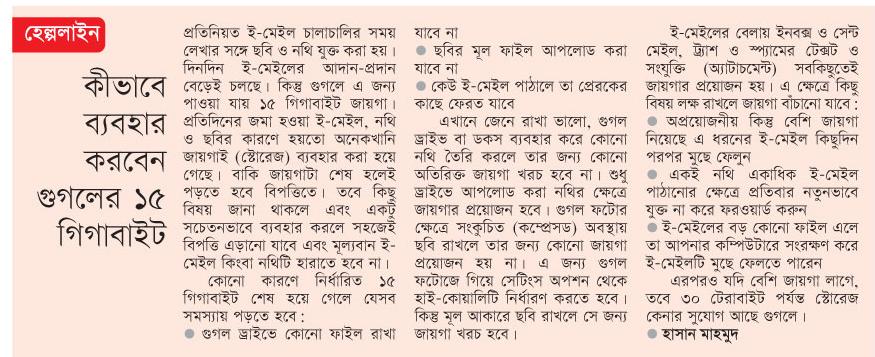 হেল্পলাইন
কীভাবে
ব্যবহার
করবেন
গুগলের ১৫
গিগাবাইট
প্রতিনিয়ত ই-মেইল চালাচালির সময়
লেখার সঙ্গে ছবি ও নথি যুক্ত করা হয়।
দিনদিন ই-মেইলের আদান-প্রদান
বেড়েই চলছে। কিন্তু গুগলে এ জন্য
পাওয়া যায় ১৫ গিগাবাইট জায়গা।
প্রতিদিনের জমা হওয়া ই-মেইল, নথি
ও ছবির কারণে হয়তো অনেকখানি
জায়গাই (স্টোরেজ) ব্যবহার করা হয়ে
গেছে। বাকি জায়গাটা শেষ হলেই
পড়তে হবে বিপত্তিতে। তবে কিছু
বিষয় জানা থাকলে এবং একটু
সচেতনভাবে ব্যবহার করলে সহজেই
বিপত্তি এড়ানো যাবে এবং মূল্যবান ই-
মেইল কিংবা নথিটি হারাতে হবে না।
কোনো কারণে নির্ধারিত ১৫
গিগাবাইট শেষ হয়ে গেলে যেসব
সমস্যায় পড়তে হবে :
● গুগল ড্রাইভে কোনো ফাইল রাখা
যাবে না
● ছবির মূল ফাইল আপলোড করা
যাবে না
● কেউ ই-মেইল পাঠালে তা প্রেরকের
কাছে ফেরত যাবে
এখানে জেনে রাখা ভালো, গুগল
ড্রাইভ বা ডকস ব্যবহার করে কোনো
নথি তৈরি করলে তার জন্য কোনো
অতিরিক্ত জায়গা খরচ হবে না। শুধু
ড্রাইভে আপলোড করা নথির ক্ষেত্রে
জায়গার প্রয়োজন হবে। গুগল ফটোর
ক্ষেত্রে সংকুচিত (কম্প্রেসড) অবস্থায়
ছবি রাখলে তার জন্য কোনো জায়গা
প্রয়োজন হয় না। এ জন্য গুগল
ফটোজে গিয়ে সেটিংস অপশন থেকে
হাই-কোয়ালিটি নির্ধারণ করতে হবে।
কিন্তু মূল আকারে ছবি রাখলে সে জন্য
জায়গা খরচ হবে।
ই-মেইলের বেলায় ইনবক্স ও সেন্ট
মেইল, ট্র্যাশ ও স্প্যামের টেক্সট ও
সংযুক্তি (অ্যাটাচমেন্ট) সবকিছুতেই
জায়গার প্রয়োজন হয়। এ ক্ষেত্রে কিছু
বিষয় লক্ষ রাখলে জায়গা বাঁচানো যাবে :
● অপ্রয়োজনীয় কিন্তু বেশি জায়গা
নিয়েছে এ ধরনের ই-মেইল কিছুদিন
পরপর মুছে ফেলুন
● একই নথি একাধিক ই-মেইল
পাঠানোর ক্ষেত্রে প্রতিবার নতুনভাবে
যুক্ত না করে ফরওয়ার্ড করুন
● ই-মেইলের বড় কোনো ফাইল এলে
তা আপনার কম্পিউটারে সংরক্ষণ করে
ই-মেইলটি মুছে ফেলতে পারেন
এরপরও যদি বেশি জায়গা লাগে,
তবে ৩০ টেরাবাইট পর্যন্ত স্টোরেজ
কেনার সুযোগ আছে গুগলে।
● হাসান মাহমুদ